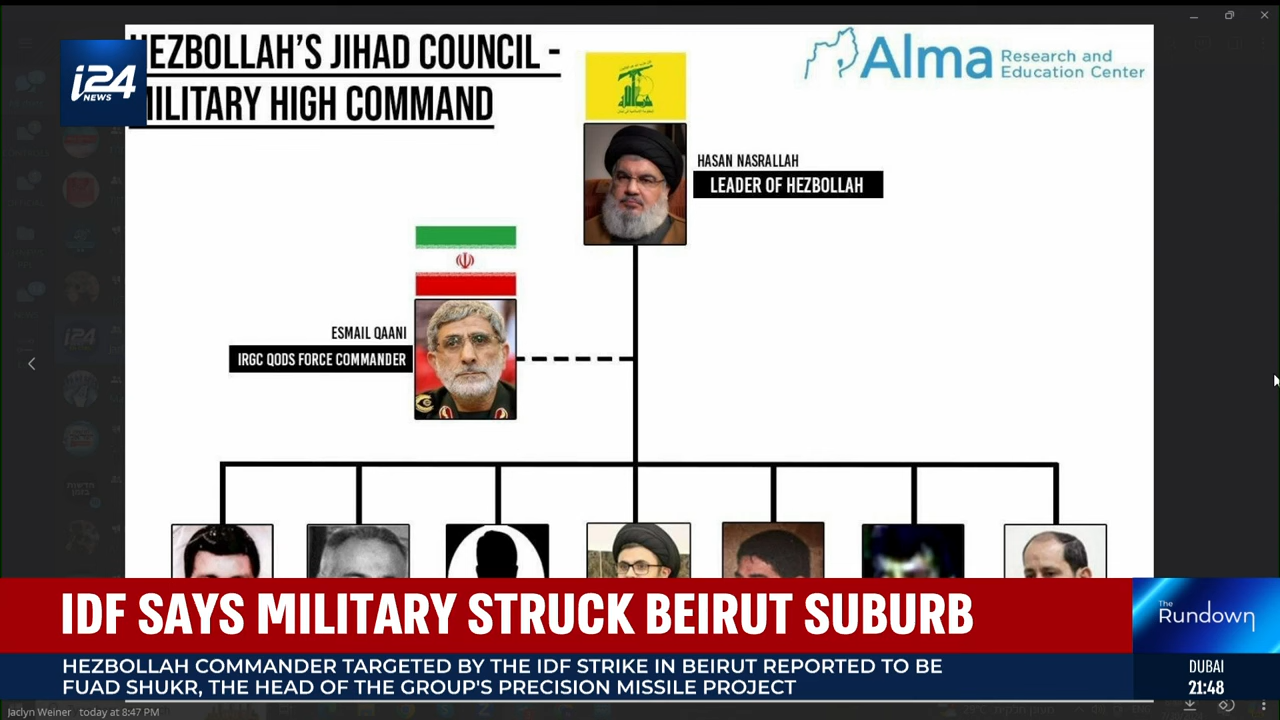 HEZBOLLAH'S JIHAD COUNCIL -
MILITARY HIGH COMMAND
i24
NEWS
Alma Research and
Education Center
HASAN NASRALLAH
LEADER OF HEZBOLLAH
ESMAIL QAANI
IRGC QODS FORCE COMMANDER
IDF SAYS MILITARY STRUCK BEIRUT SUBURB
HEZBOLLAH COMMANDER TARGETED BY THE IDF STRIKE IN BEIRUT REPORTED TO BE
FUAD SHUKR, THE HEAD OF THE GROUP'S PRECISION MISSILE PROJECT
The
Rundown
DUBAI
21:48
Jaclyn Weiner today at 8:47 PM